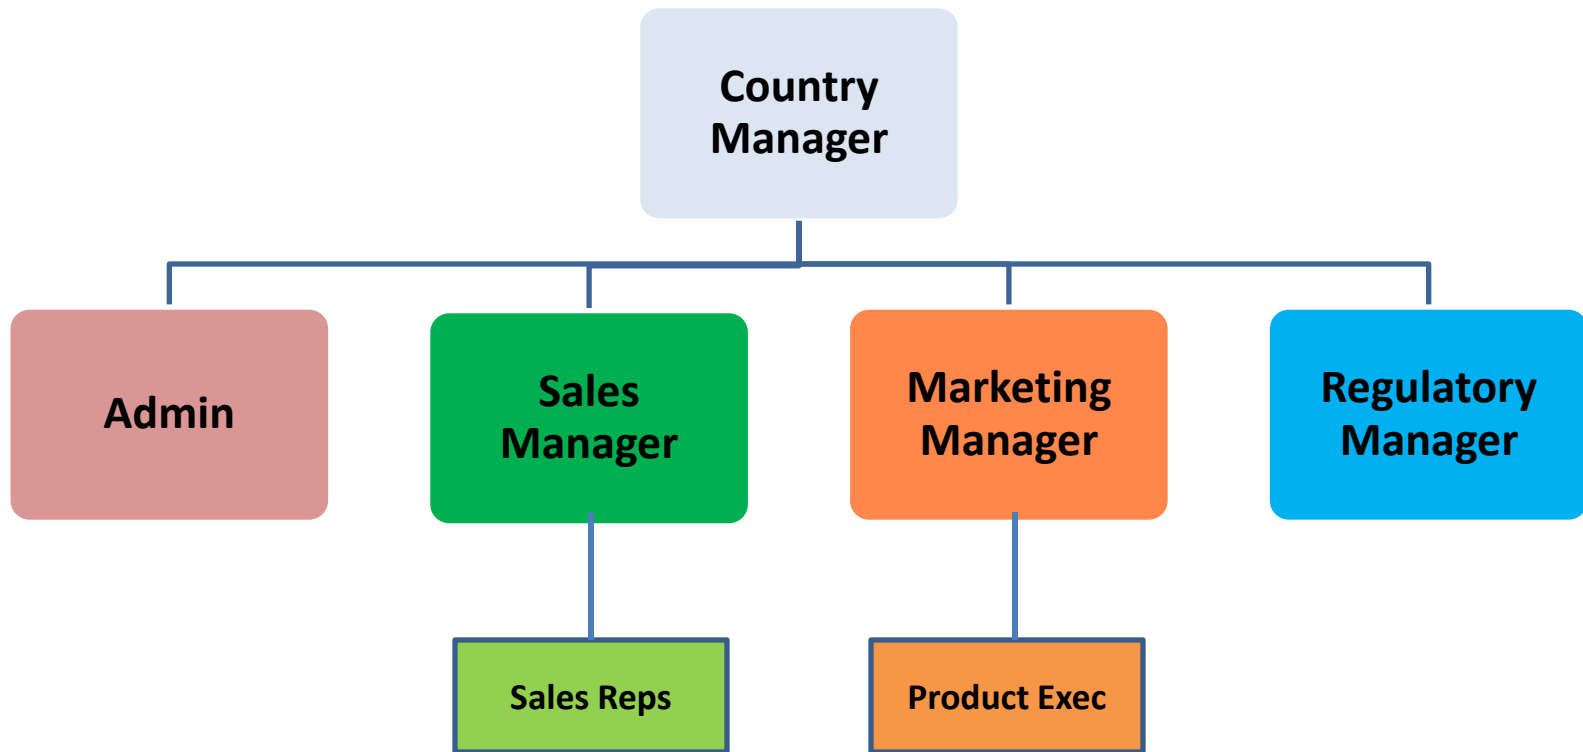 Country
Manager
Admin
Sales
Manager
Marketing
Manager
Regulatory
Manager
Sales Reps
Product Exec